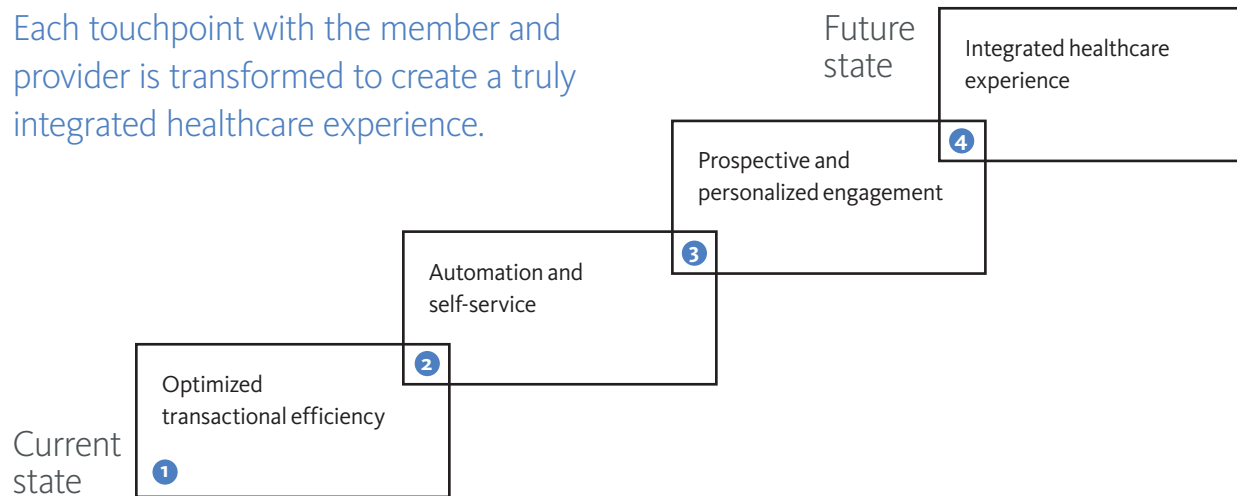 Each touchpoint with the member and
provider is transformed to create a truly
integrated healthcare experience.
Future
state
Integrated healthcare
experience
4
Prospective and
personalized engagement
3
Automation and
self-service
2
Optimized
transactional efficiency
1
Current
state